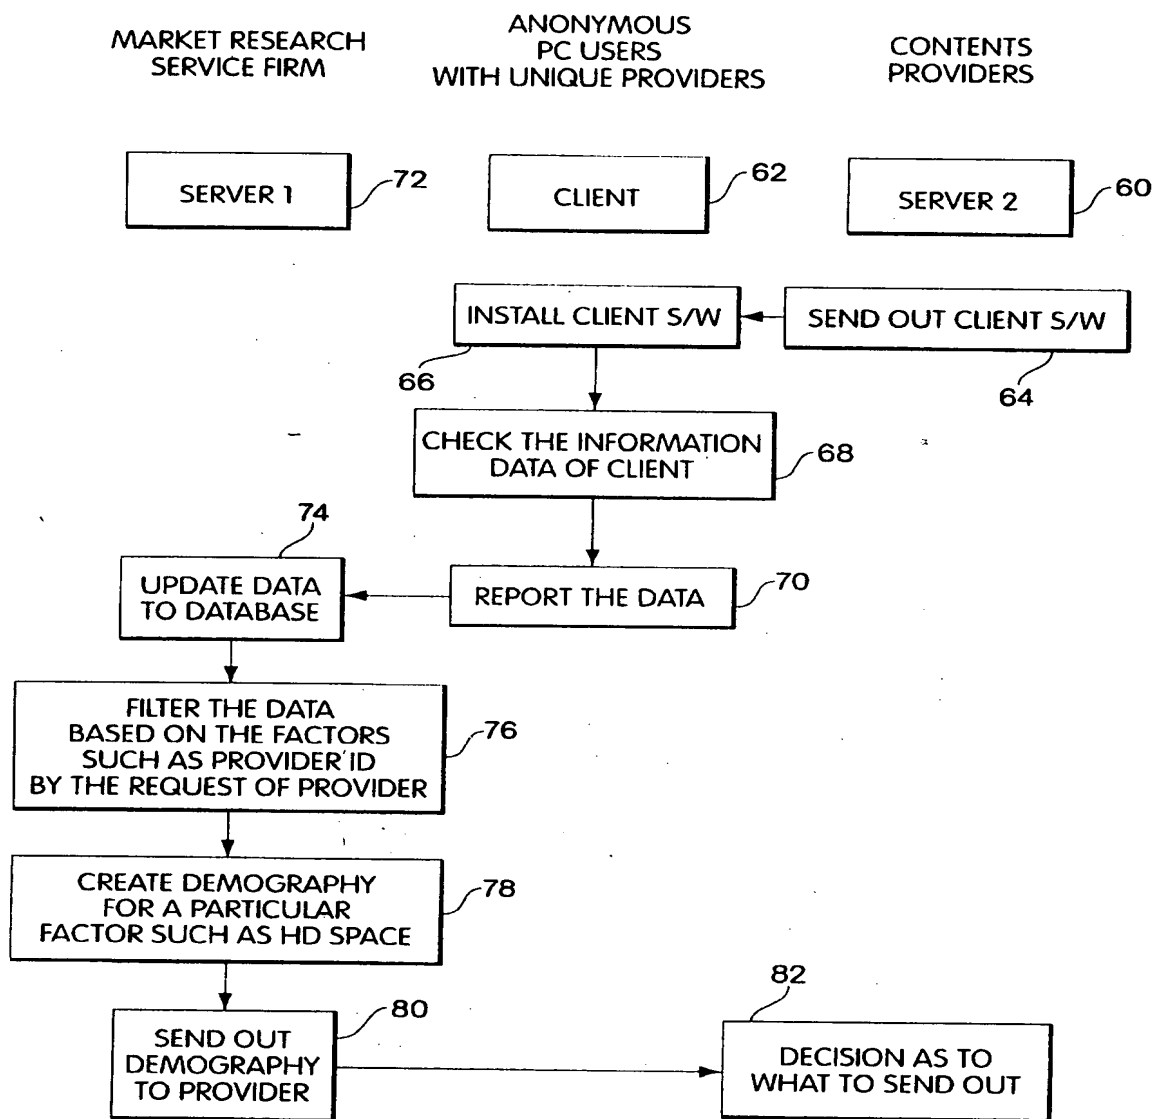 MARKET RESEARCH
SERVICE FIRM
ANONYMOUS
PC USERS
WITH UNIQUE PROVIDERS
CONTENTS
PROVIDERS
SERVER 1
72
CLIENT
62
SERVER 2
60
INSTALL CLIENT S/W
66
SEND OUT CLIENT S/W
64
CHECK THE INFORMATION
DATA OF CLIENT
68
74
UPDATE DATA
TO DATABASE
REPORT THE DATA
70
FILTER THE DATA
BASED ON THE FACTORS
SUCH AS PROVIDER'ID
BY THE REQUEST OF PROVIDER
76
CREATE DEMOGRAPHY
FOR A PARTICULAR
FACTOR SUCH AS HD SPACE
78
SEND OUT
DEMOGRAPHY
TO PROVIDER
80
82
DECISION AS TO
WHAT TO SEND OUT